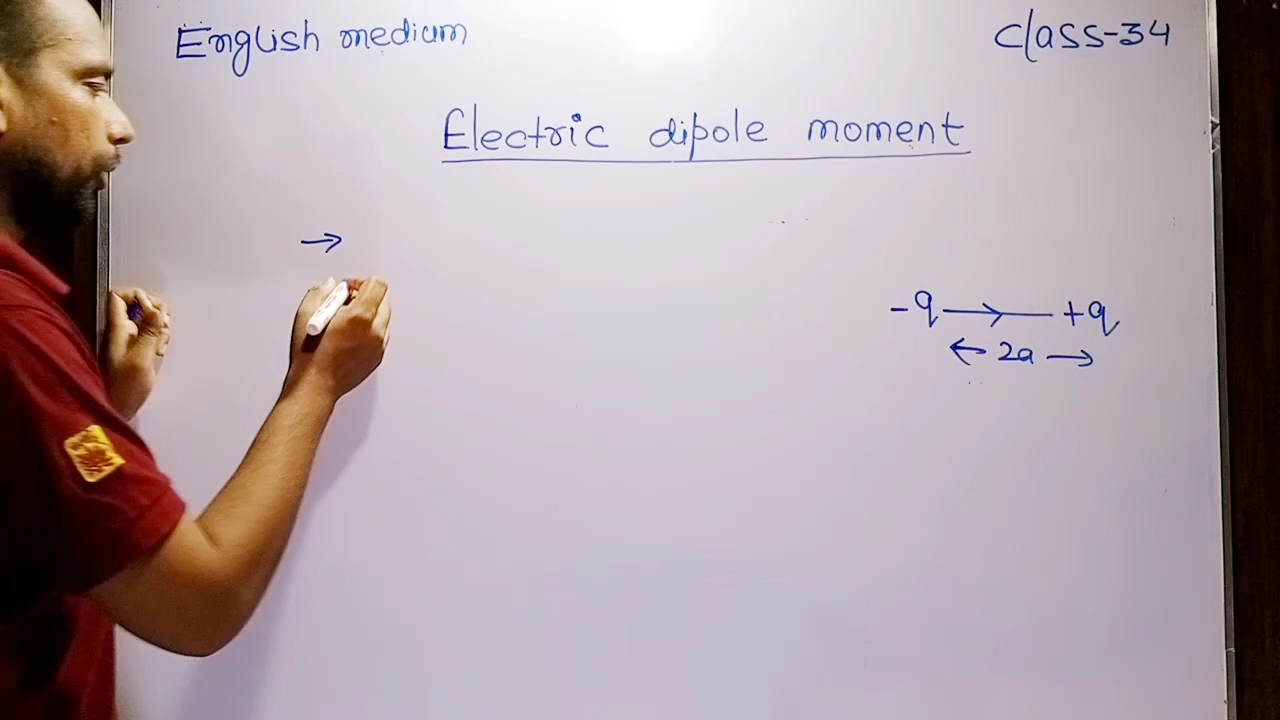 English medium
Class-34
Electric dipole moment
→
-q → +q
← 2a →